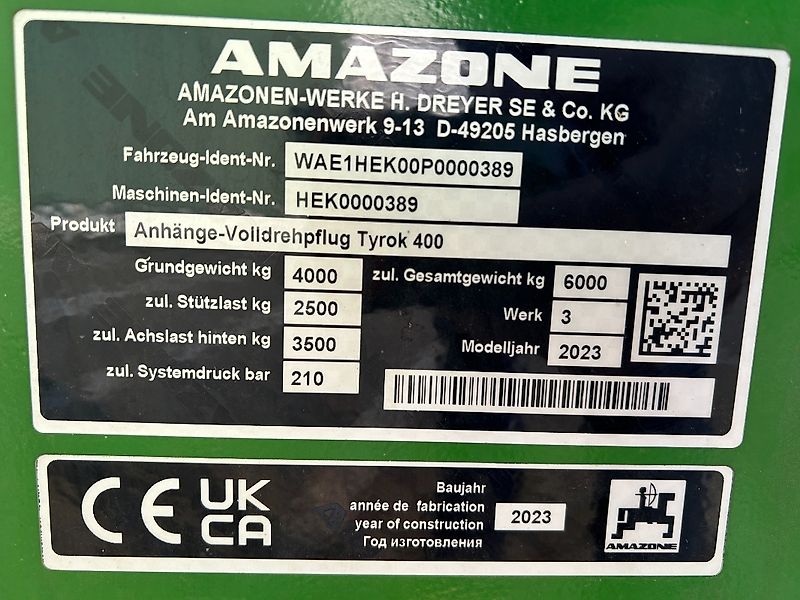 AMAZONE
AMAZONEN-WERKE H. DREYER SE & Co. KG
Am Amazonenwerk 9-13 D-49205 Hasbergen
Fahrzeug-Ident-Nr. WAE1HEK00P0000389
Maschinen-Ident-Nr. HEK0000389
Produkt Anhänge-Volldrehpflug Tyrok 400
Grundgewicht kg 4000 zul. Gesamtgewicht kg 6000
zul. Stützlast kg 2500 Werk 3
zul. Achslast hinten kg 3500 Modelljahr 2023
zul. Systemdruck bar 210
CE UK CA
Baujahr
année de fabrication
year of construction 2023
Год изготовления
AMAZONE